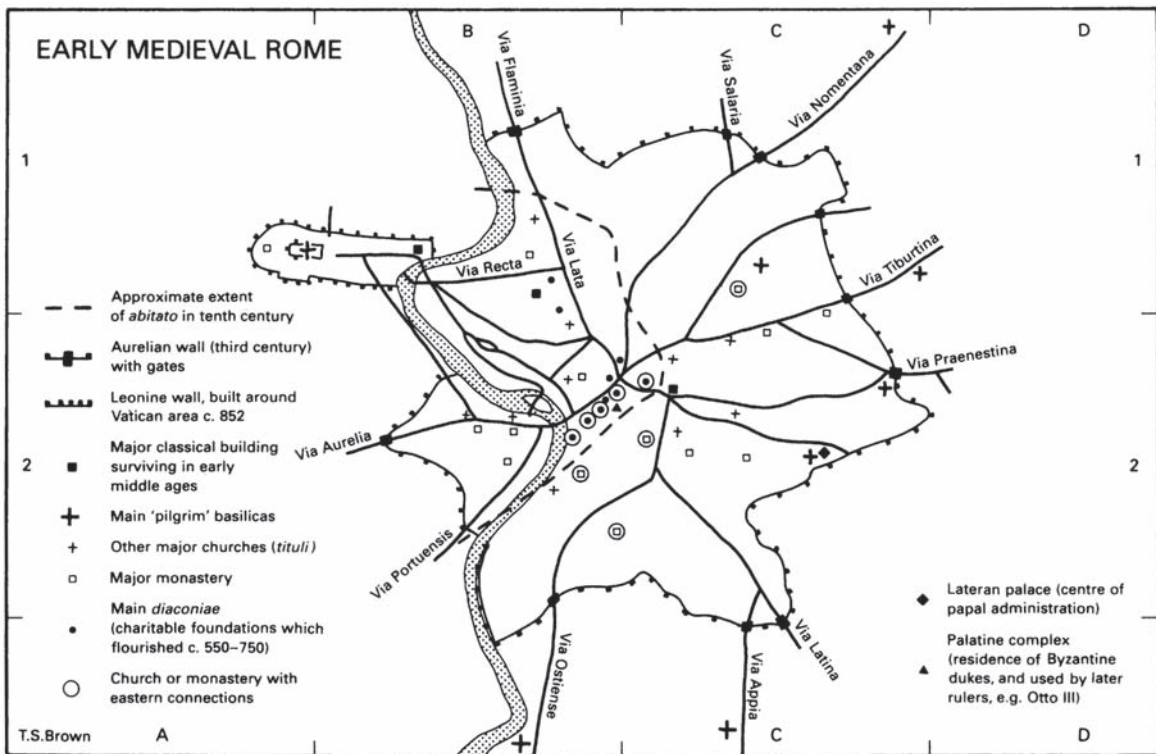 B
C
D
EARLY MEDIEVAL ROME
Via Flaminia
Via Salaria
Via Nomentana
1
1
Via Recta
Via Lata
Via Tiburtina
Approximate extent
of abitato in tenth century
Aurelian wall (third century)
with gates
Leonine wall, built around
Vatican area c. 852
Major classical building
surviving in early
middle ages
Main 'pilgrim' basilicas
Other major churches (tituli)
Major monastery
Main diaconiae
(charitable foundations which
flourished c. 550–750)
Church or monastery with
eastern connections
Via Praenestina
Via Aurelia
2
2
Via Portuensis
Via Ostiense
Via Appia
Via Latina
Lateran palace (centre of
papal administration)
Palatine complex
(residence of Byzantine
dukes, and used by later
rulers, e.g. Otto III)
T.S.Brown
A
B
C
D